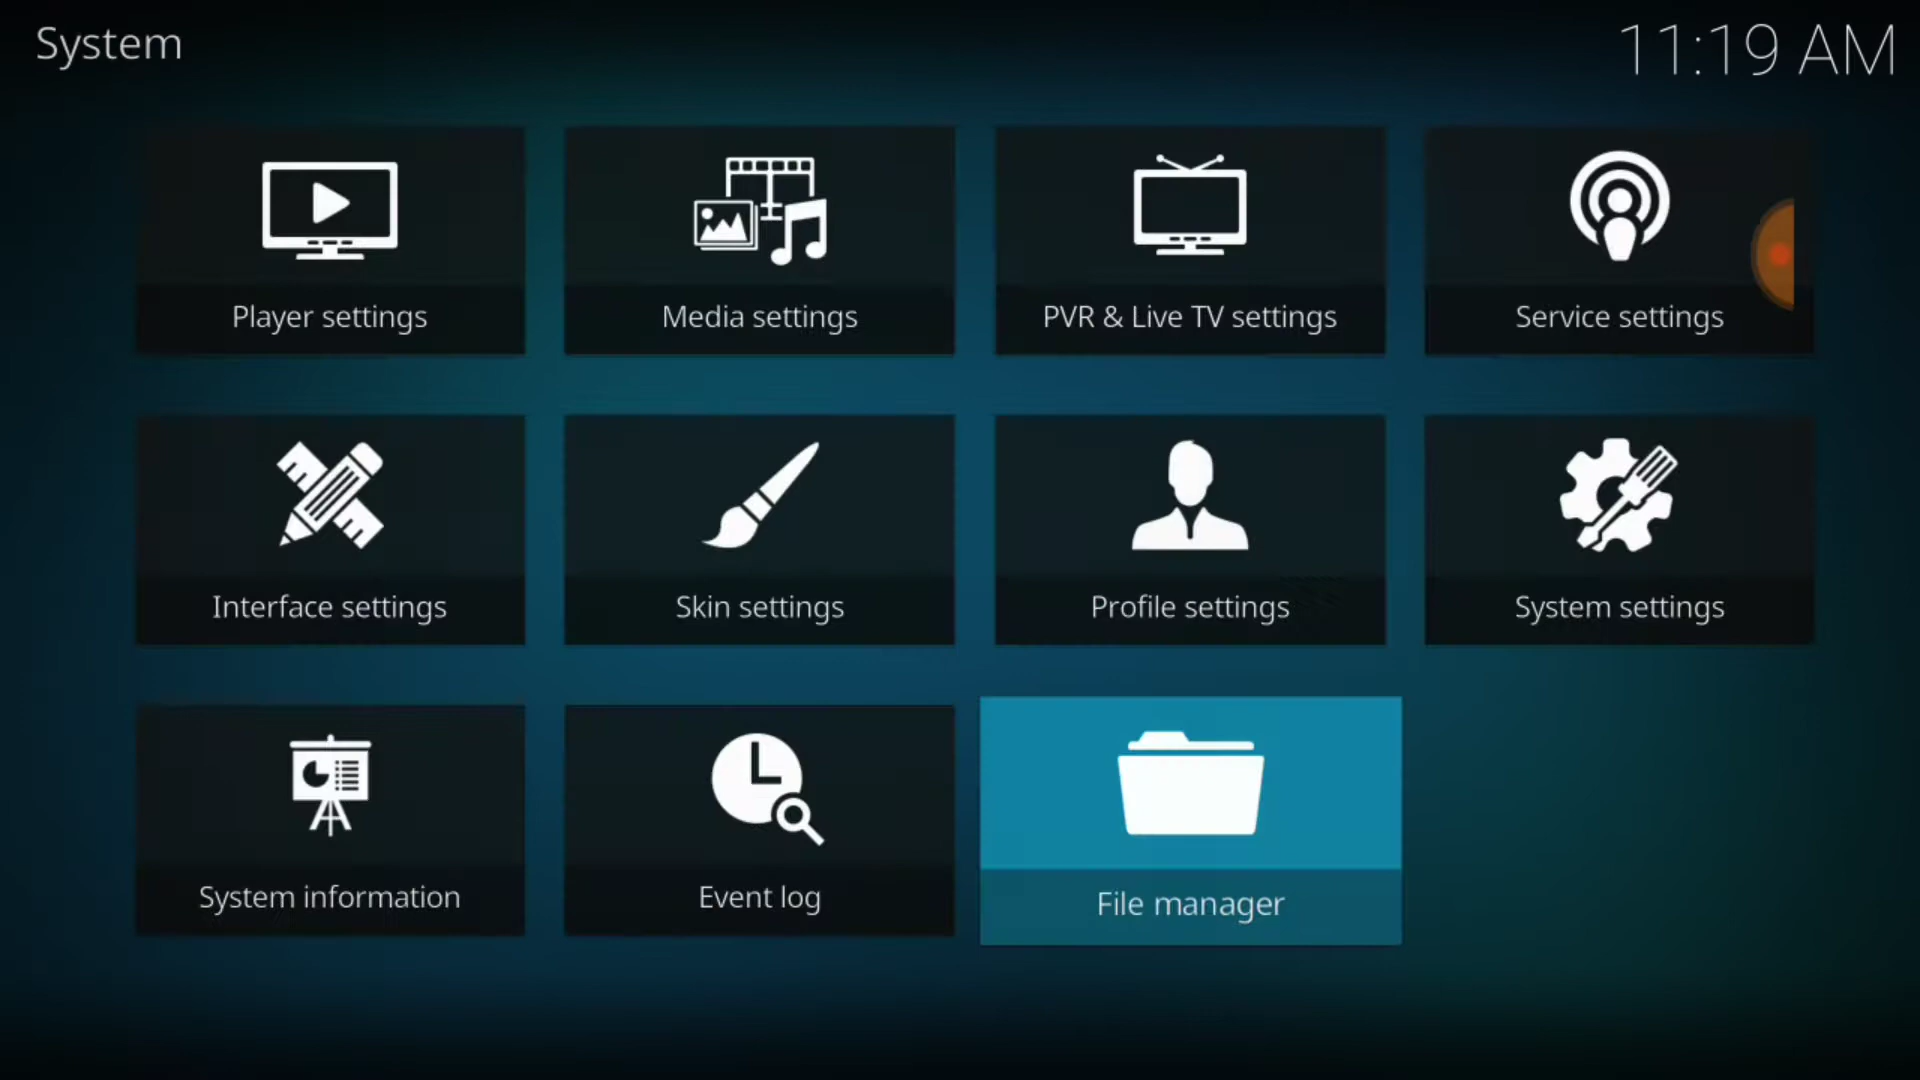 System
11:19 AM
Player settings
Media settings
PVR & Live TV settings
Service settings
Interface settings
Skin settings
Profile settings
System settings
System information
Event log
File manager